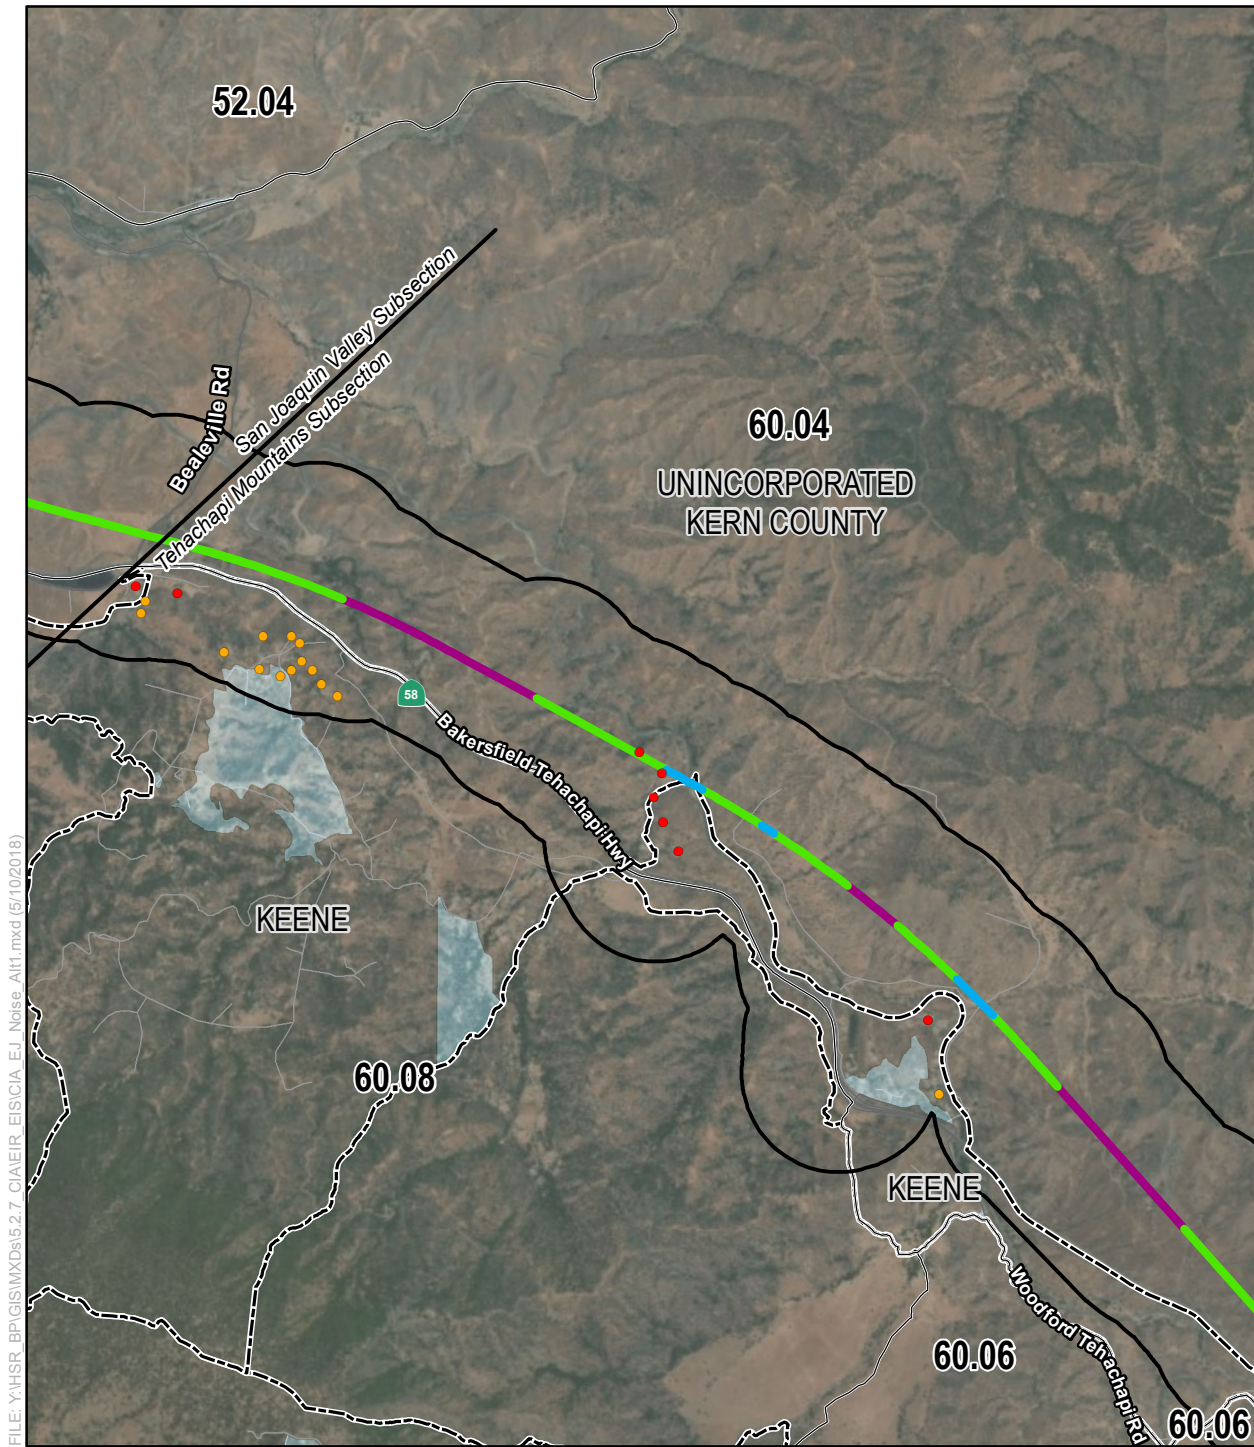 52.04
San Joaquin Valley Subsection
Tehachapi Mountains Subsection
Bealeville Rd
60.04
UNINCORPORATED
KERN COUNTY
58
Bakersfield-Tehachapi Hwy
KEENE
60.08
KEENE
Woodford Tehachapi Rd
60.06
60.06
FILE: Y:\HSR_BP\GIS\MXDs\5.2.7_CIA\EIR_EIS\CIA_EJ_Noise_Alt1.mxd (5/10/2018)